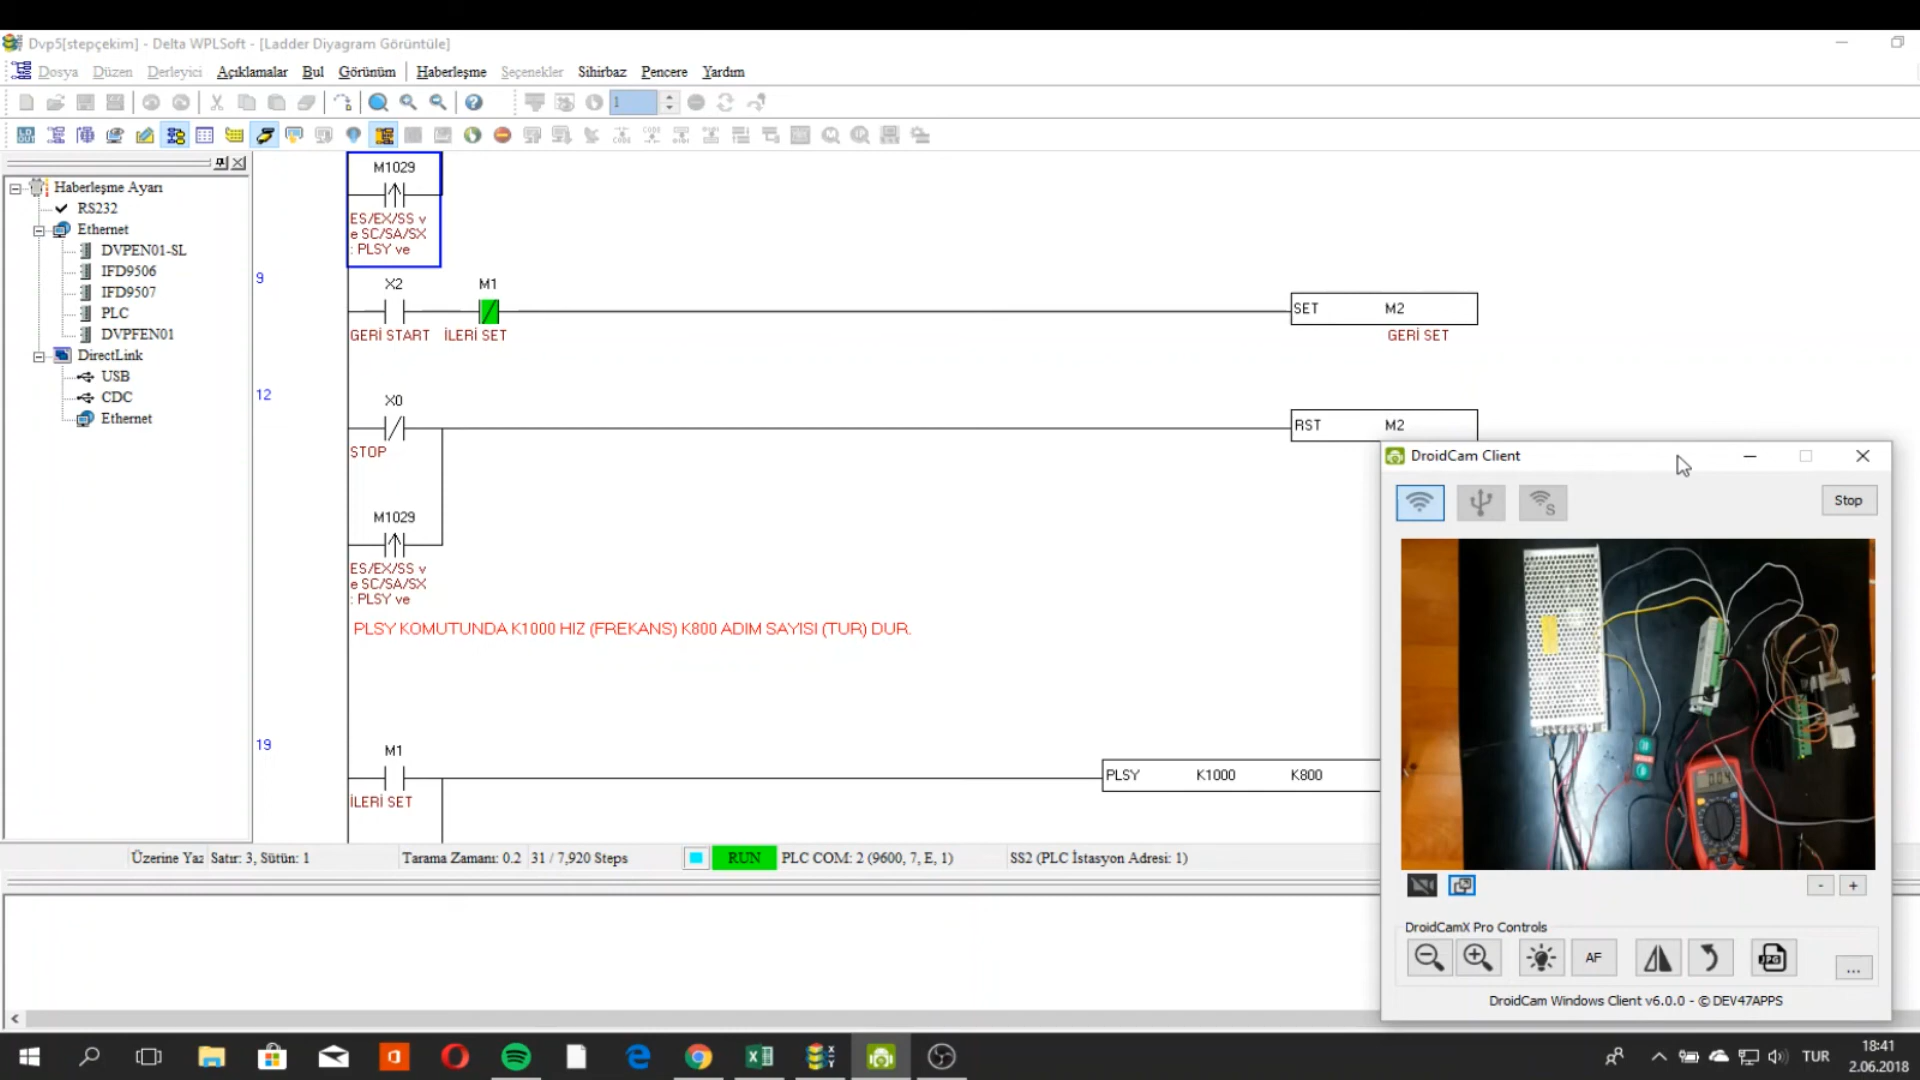 Dvp5[stepçekim] - Delta WPLSoft - [Ladder Diyagram Görüntüle]
Dosya Düzen Derleyici Açıklamalar Bul Görünüm Haberleşme Seçenekler Sihirbaz Pencere Yardım
1
M1029
ES/EX/SS v
e SC/SA/SX
: PLSY ve
Haberleşme Ayarı
RS232
Ethernet
DVPEN01-SL
IFD9506
IFD9507
PLC
DVPFEN01
DirectLink
USB
CDC
Ethernet
9
X2 M1
SET M2
GERİ START İLERİ SET GERİ SET
12
X0
RST M2
STOP
M1029
ES/EX/SS v
e SC/SA/SX
: PLSY ve
PLSY KOMUTUNDA K1000 HIZ (FREKANS) K800 ADIM SAYISI (TUR) DUR.
19
M1
PLSY K1000 K800
İLERİ SET
Üzerine Yaz Satır: 3, Sütun: 1 Tarama Zamanı: 0.2 31 / 7,920 Steps RUN PLC COM: 2 (9600, 7, E, 1) SS2 (PLC İstasyon Adresi: 1)
DroidCam Client
S
Stop
- +
DroidCamX Pro Controls
AF
JPG
...
DroidCam Windows Client v6.0.0 - © DEV47APPS
TUR
18:41
2.06.2018